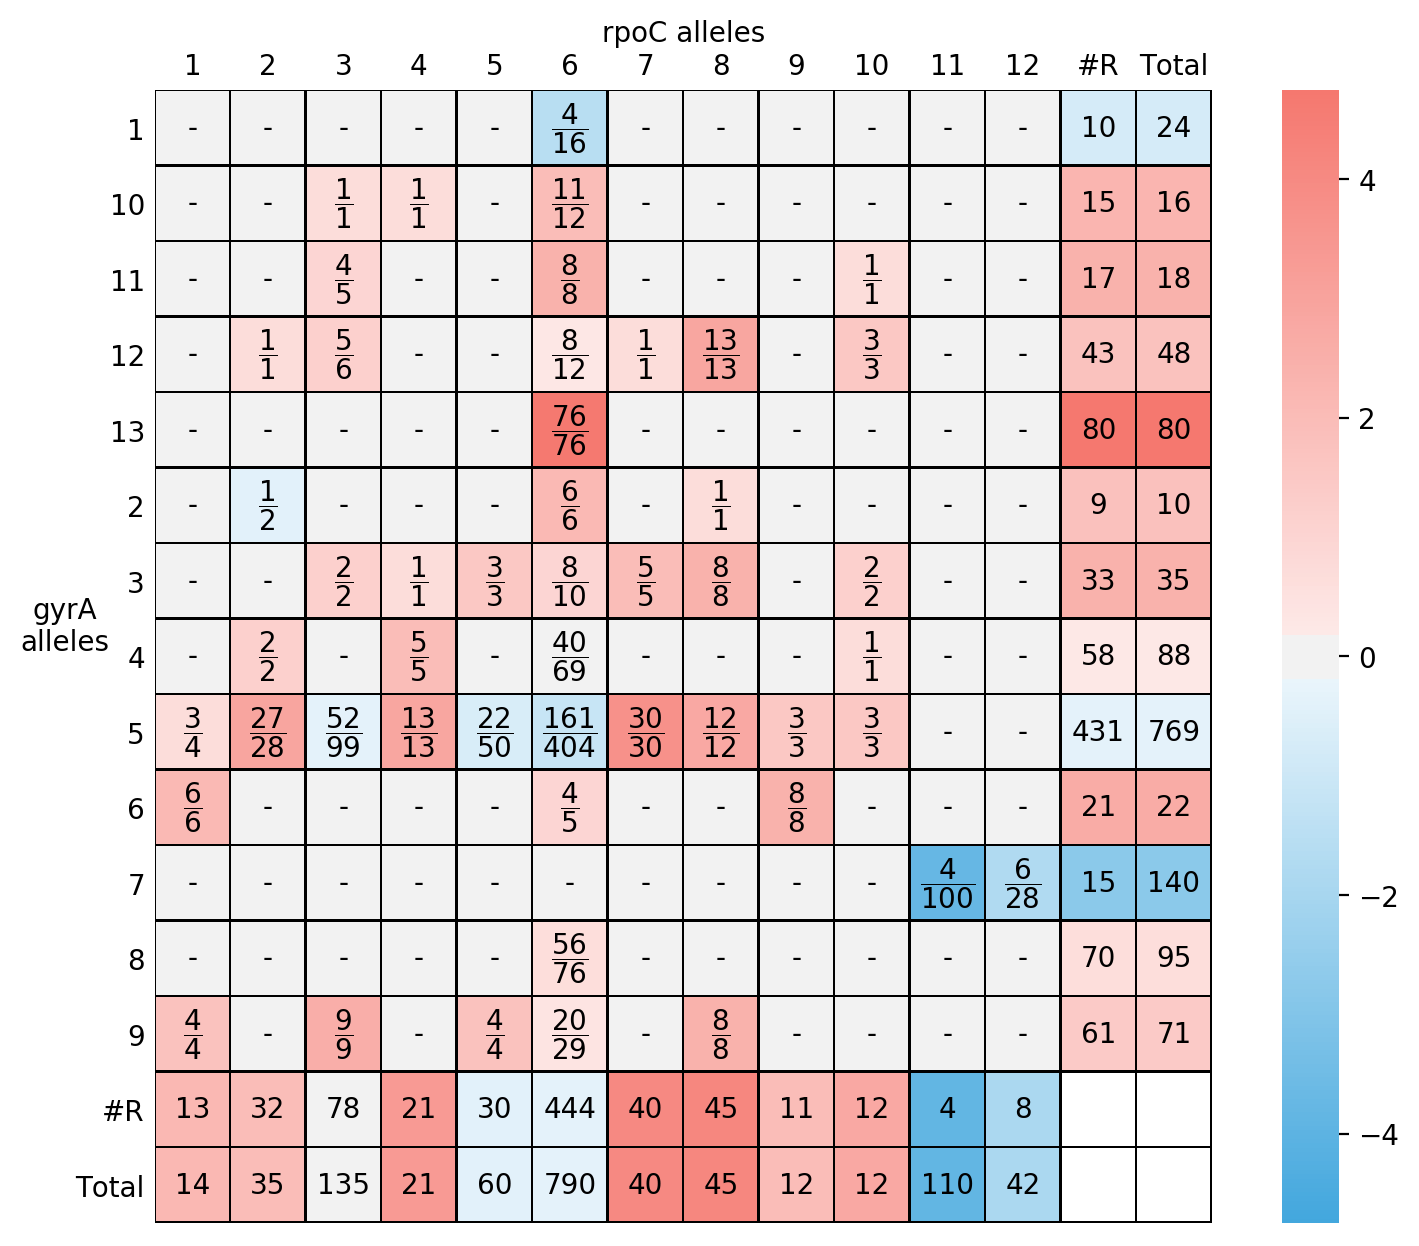 rpoC alleles
1 2 3 4 5 6 7 8 9 10 11 12 #R Total
1 - - - - - 4/16 - - - - - - 10 24
10 - - 1/1 1/1 - 11/12 - - - - - - 15 16
11 - - 4/5 - - 8/8 - - - 1/1 - - 17 18
12 - 1/1 5/6 - - 8/12 1/1 13/13 - 3/3 - - 43 48
13 - - - - - 76/76 - - - - - - 80 80
2 - 1/2 - - - 6/6 - 1/1 - - - - 9 10
3 - - 2/2 1/1 3/3 8/10 5/5 8/8 - 2/2 - - 33 35
gyrA
alleles
4 - 2/2 - 5/5 - 40/69 - - - 1/1 - - 58 88
5 3/4 27/28 52/99 13/13 22/50 161/404 30/30 12/12 3/3 3/3 - - 431 769
6 6/6 - - - - 4/5 - - 8/8 - - - 21 22
7 - - - - - - - - - - 4/100 6/28 15 140
8 - - - - - 56/76 - - - - - - 70 95
9 4/4 - 9/9 - 4/4 20/29 - 8/8 - - - - 61 71
#R 13 32 78 21 30 444 40 45 11 12 4 8
Total 14 35 135 21 60 790 40 45 12 12 110 42
4
2
0
−2
−4